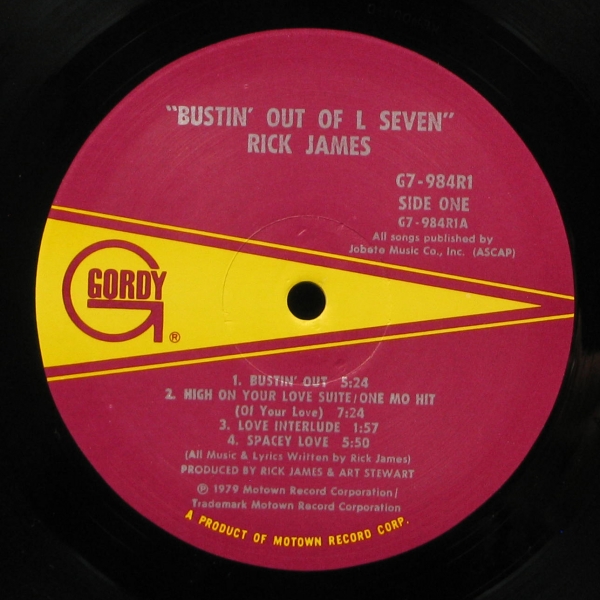 "BUSTIN' OUT OF L SEVEN"
RICK JAMES
G7-984R1
SIDE ONE
G7-984R1A
All songs published by
Jobete Music Co., Inc. (ASCAP)
GORDY
®
1. BUSTIN' OUT 5:24
2. HIGH ON YOUR LOVE SUITE/ONE MO HIT
(Of Your Love) 7:24
3. LOVE INTERLUDE 1:57
4. SPACEY LOVE 5:50
(All Music & Lyrics Written by Rick James)
PRODUCED BY RICK JAMES & ART STEWART
℗ 1979 Motown Record Corporation/
Trademark Motown Record Corporation
A PRODUCT OF MOTOWN RECORD CORP.